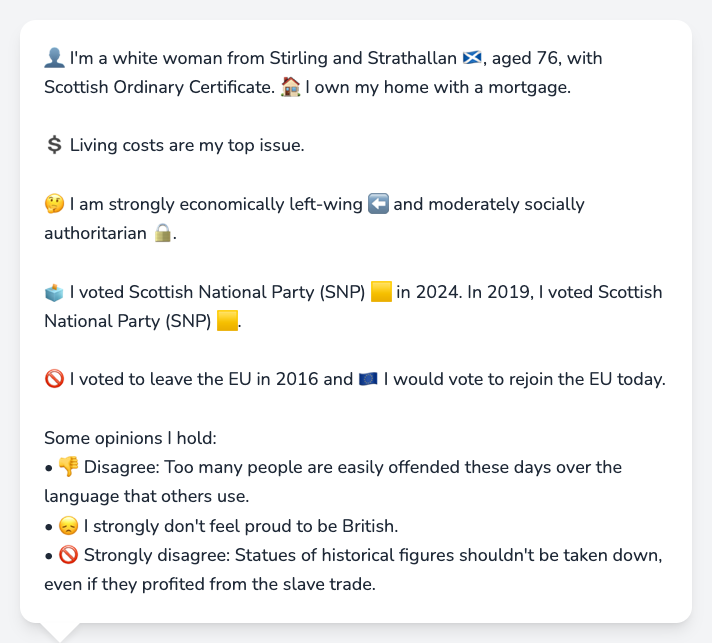 👤 I'm a white woman from Stirling and Strathallan 🏴󠁧󠁢󠁳󠁣󠁴󠁿, aged 76, with
Scottish Ordinary Certificate. 🏠 I own my home with a mortgage.
💲 Living costs are my top issue.
🤔 I am strongly economically left-wing ⬅️ and moderately socially
authoritarian 🔒.
🗳️ I voted Scottish National Party (SNP) 🟨 in 2024. In 2019, I voted Scottish
National Party (SNP) 🟨.
🚫 I voted to leave the EU in 2016 and 🇪🇺 I would vote to rejoin the EU today.
Some opinions I hold:
• 👎 Disagree: Too many people are easily offended these days over the
language that others use.
• 😞 I strongly don't feel proud to be British.
• 🚫 Strongly disagree: Statues of historical figures shouldn't be taken down,
even if they profited from the slave trade.